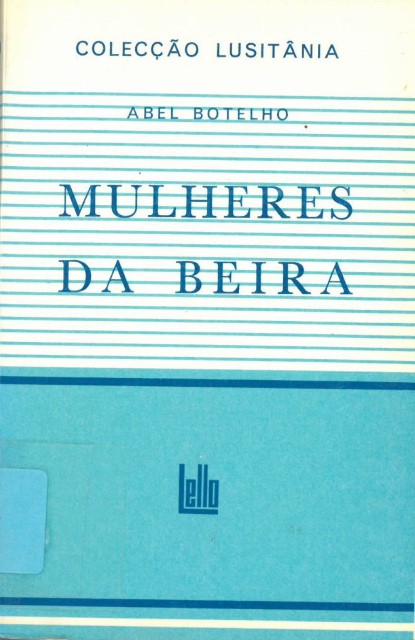 COLECÇÃO LUSITÂNIA
ABEL BOTELHO
MULHERES
DA BEIRA
Lello